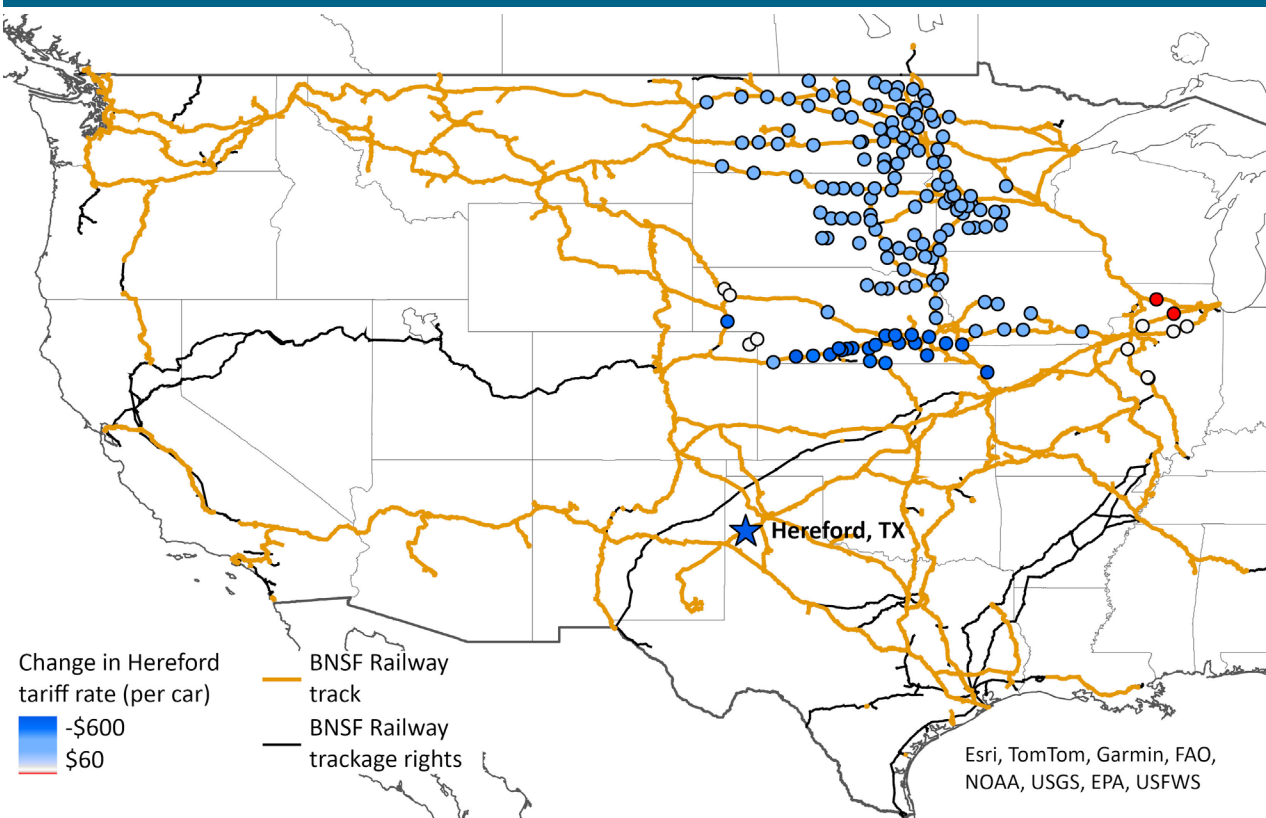 Hereford, TX
Change in Hereford
tariff rate (per car)
-$600
$60
BNSF Railway
track
BNSF Railway
trackage rights
Esri, TomTom, Garmin, FAO,
NOAA, USGS, EPA, USFWS